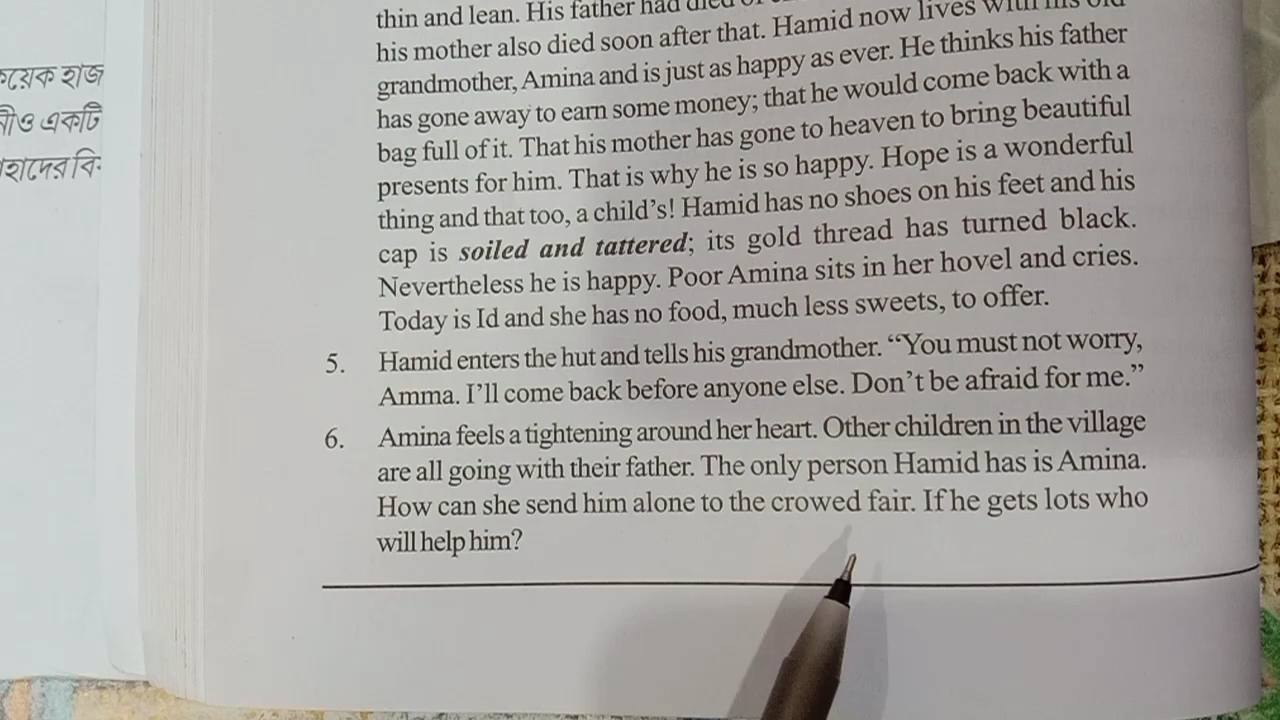 থয়েক হাজ
নীও একটি
হাদের বি
thin and lean. His father had died of
his mother also died soon after that. Hamid now lives with his old
grandmother, Amina and is just as happy as ever. He thinks his father
has gone away to earn some money; that he would come back with a
bag full of it. That his mother has gone to heaven to bring beautiful
presents for him. That is why he is so happy. Hope is a wonderful
thing and that too, a child's! Hamid has no shoes on his feet and his
cap is soiled and tattered; its gold thread has turned black.
Nevertheless he is happy. Poor Amina sits in her hovel and cries.
Today is Id and she has no food, much less sweets, to offer.
5. Hamid enters the hut and tells his grandmother. “You must not worry,
Amma. I’ll come back before anyone else. Don’t be afraid for me.”
6. Amina feels a tightening around her heart. Other children in the village
are all going with their father. The only person Hamid has is Amina.
How can she send him alone to the crowed fair. If he gets lots who
will help him?